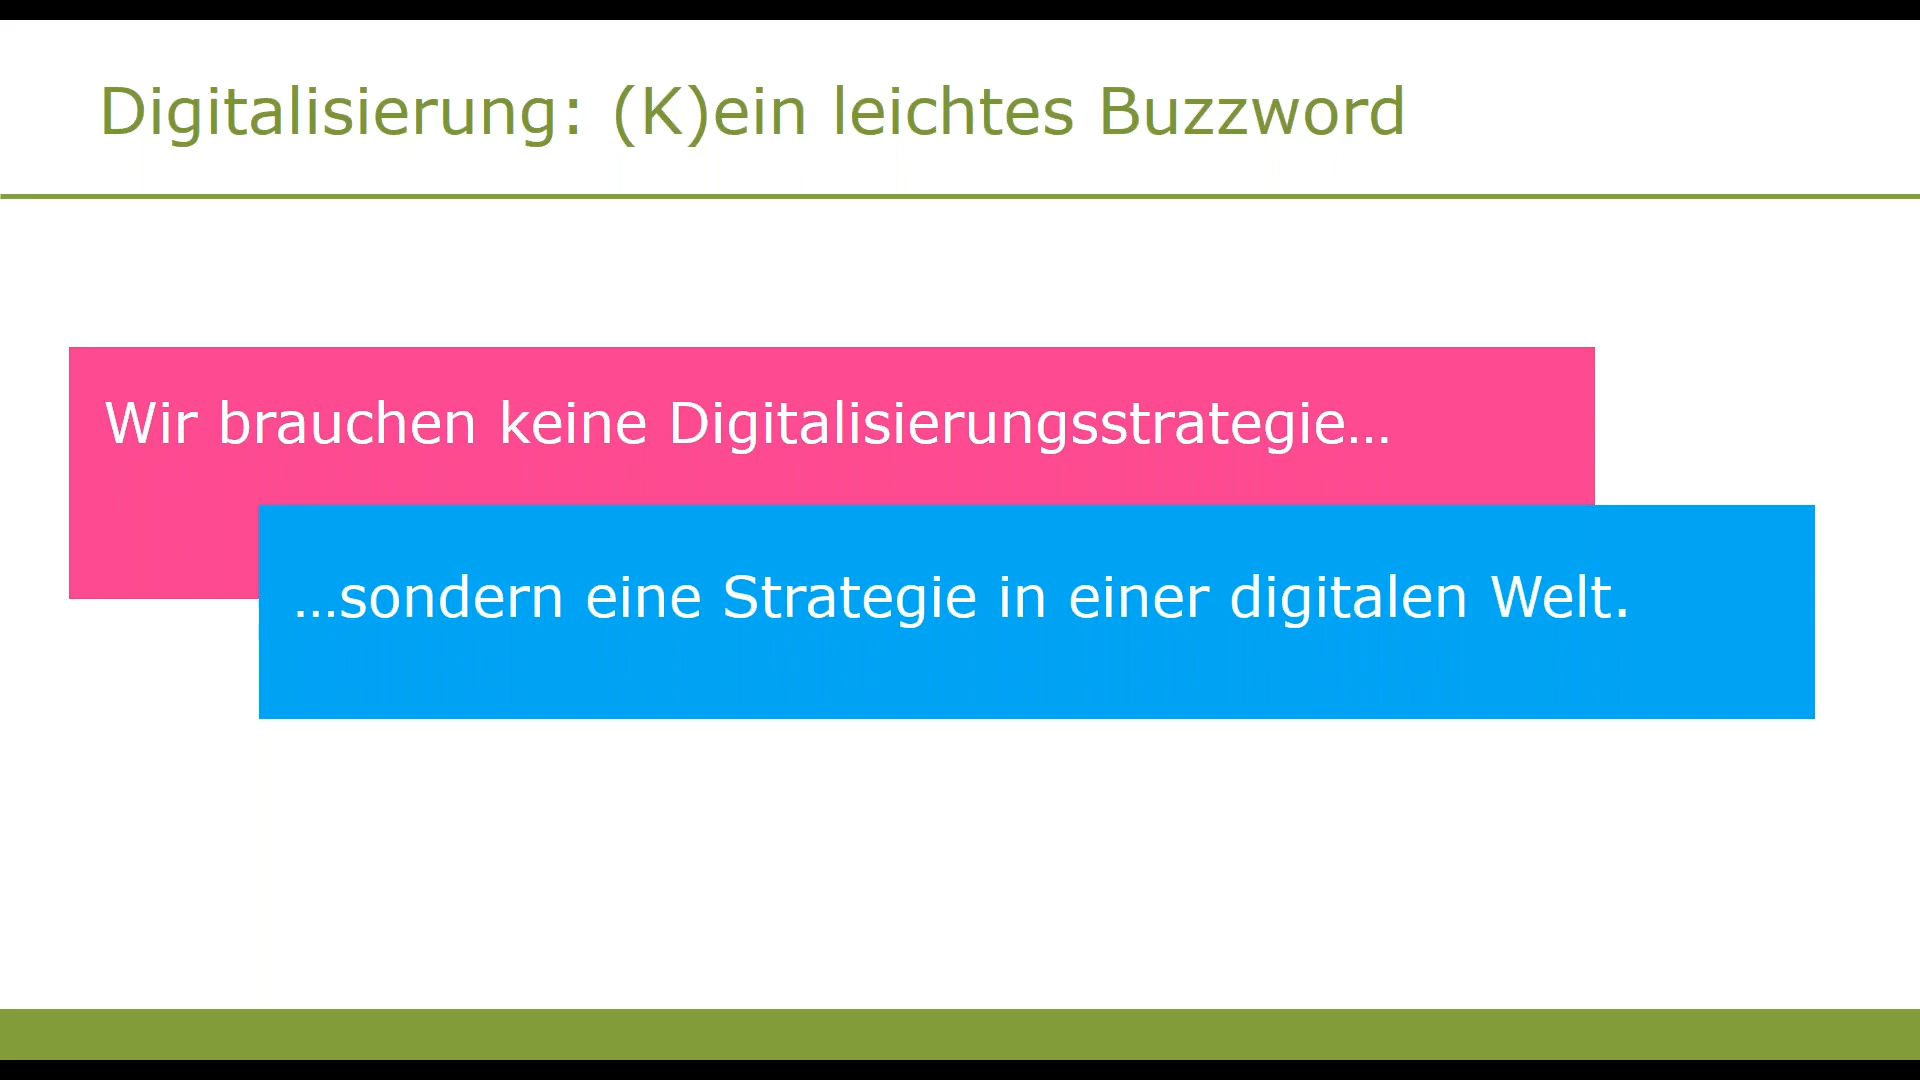 Digitalisierung: (K)ein leichtes Buzzword
Wir brauchen keine Digitalisierungsstrategie…
…sondern eine Strategie in einer digitalen Welt.